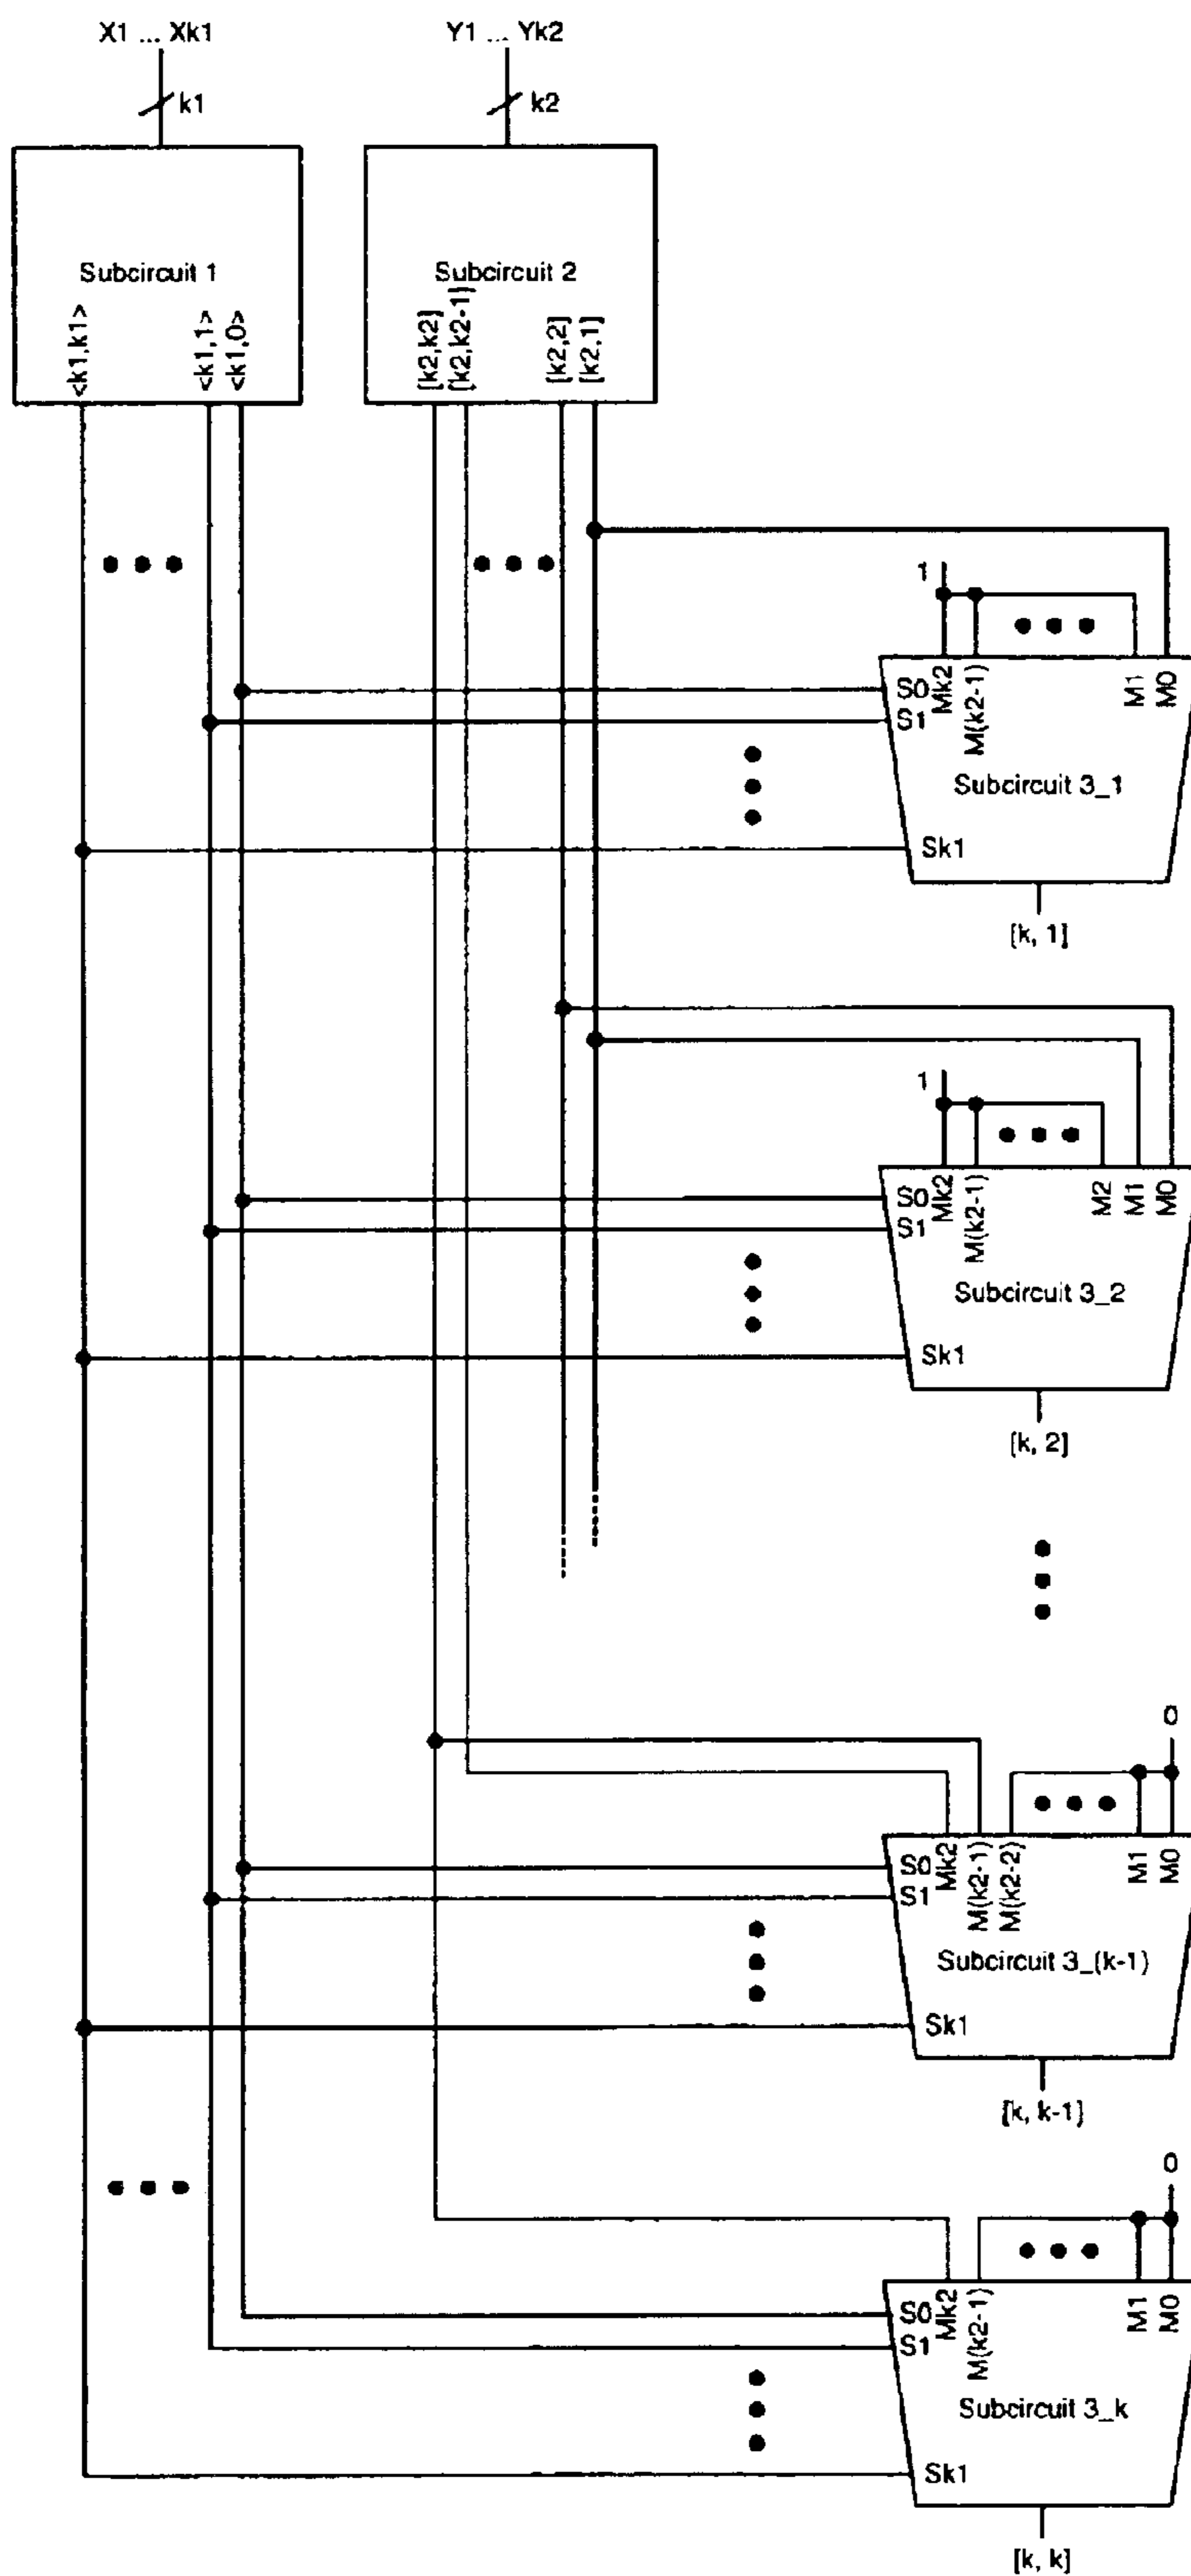 X1 ... Xk1
Y1 ... Yk2
k1
k2
Subcircuit 1
<k1,k1>
<k1,1>
<k1,0>
Subcircuit 2
[k2,k2]
[k2,k2-1]
[k2,2]
[k2,1]
1
S0
Mk2
M(k2-1)
M1
M0
S1
Subcircuit 3_1
Sk1
[k, 1]
1
S0
Mk2
M(k2-1)
M2
M1
M0
S1
Subcircuit 3_2
Sk1
[k, 2]
0
S0
Mk2
M(k2-1)
M(k2-2)
M1
M0
S1
Subcircuit 3_(k-1)
Sk1
[k, k-1]
0
S0
Mk2
M(k2-1)
M1
M0
S1
Subcircuit 3_k
Sk1
[k, k]